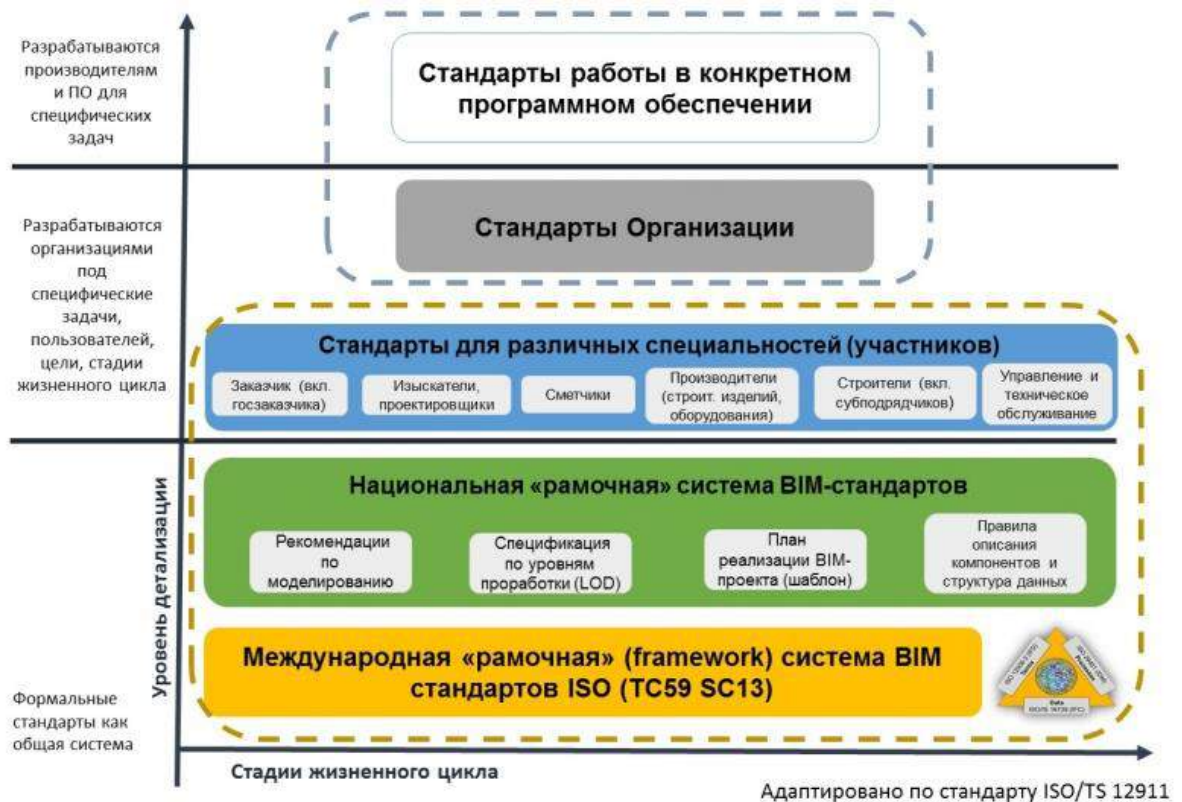 Разрабатываются
производителям
и ПО для
специфических
задач
Стандарты работы в конкретном
программном обеспечении
Разрабатываются
организациями
под
специфические
задачи,
пользователей,
цели, стадии
жизненного цикла
Стандарты Организации
Стандарты для различных специальностей (участников)
Заказчик (вкл.
госзаказчика)
Изыскатели,
проектировщики
Сметчики
Производители
(строит. изделий,
оборудования)
Строители (вкл.
субподрядчиков)
Управление и
техническое
обслуживание
Уровень детализации
Национальная «рамочная» система BIM-стандартов
Рекомендации
по
моделированию
Спецификация
по уровням
проработки (LOD)
План
реализации BIM-
проекта (шаблон)
Правила
описания
компонентов и
структура данных
Формальные
стандарты как
общая система
Международная «рамочная» (framework) система BIM
стандартов ISO (TC59 SC13)
Data
Стадии жизненного цикла
Адаптировано по стандарту ISO/TS 12911